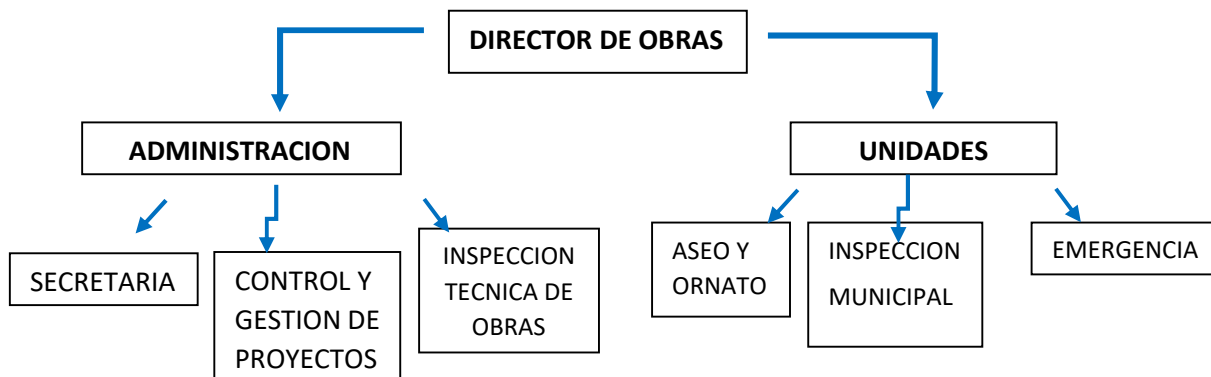 DIRECTOR DE OBRAS
ADMINISTRACION
UNIDADES
SECRETARIA
CONTROL Y
GESTION DE
PROYECTOS
INSPECCION
TECNICA DE
OBRAS
ASEO Y
ORNATO
INSPECCION
MUNICIPAL
EMERGENCIA